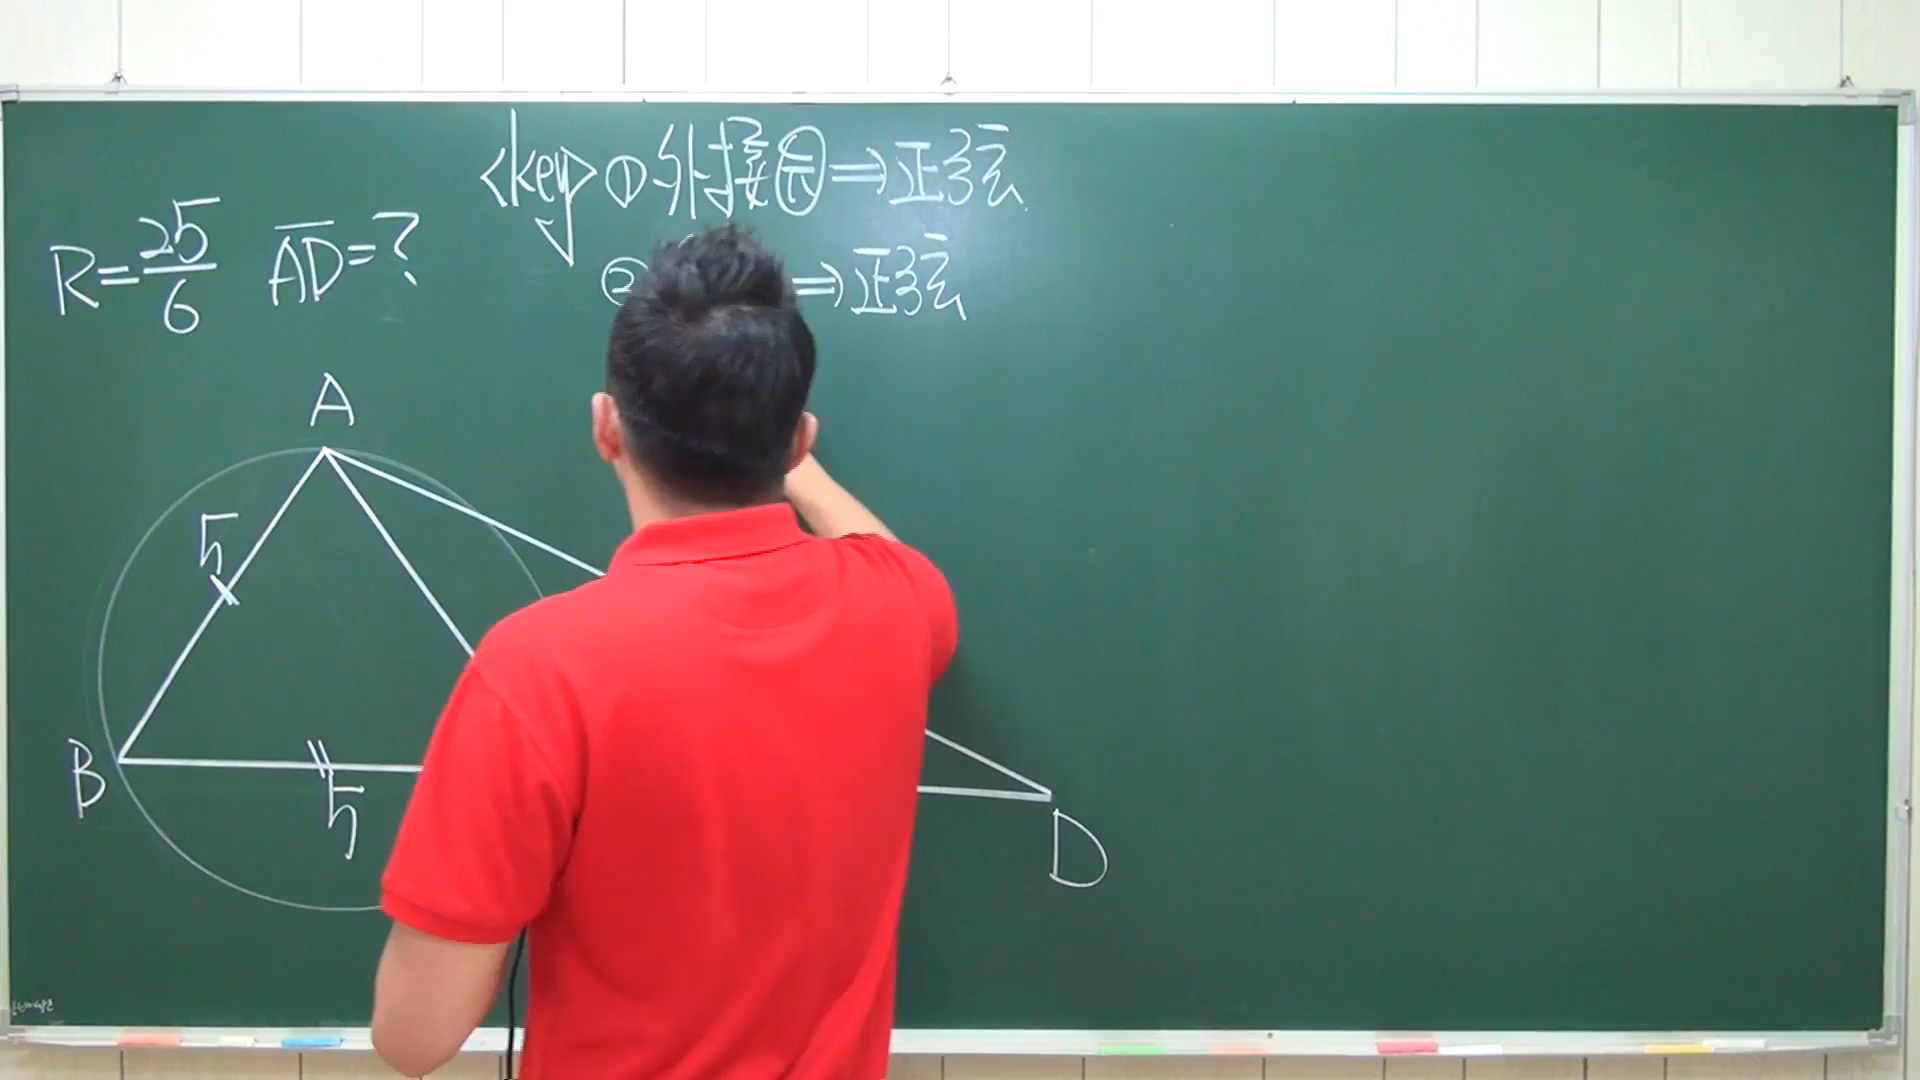 <key> ① 外接圓 ⇒ 正弦
R = 25/6 AD = ?
② ⇒ 正弦
A
5
B
5
D